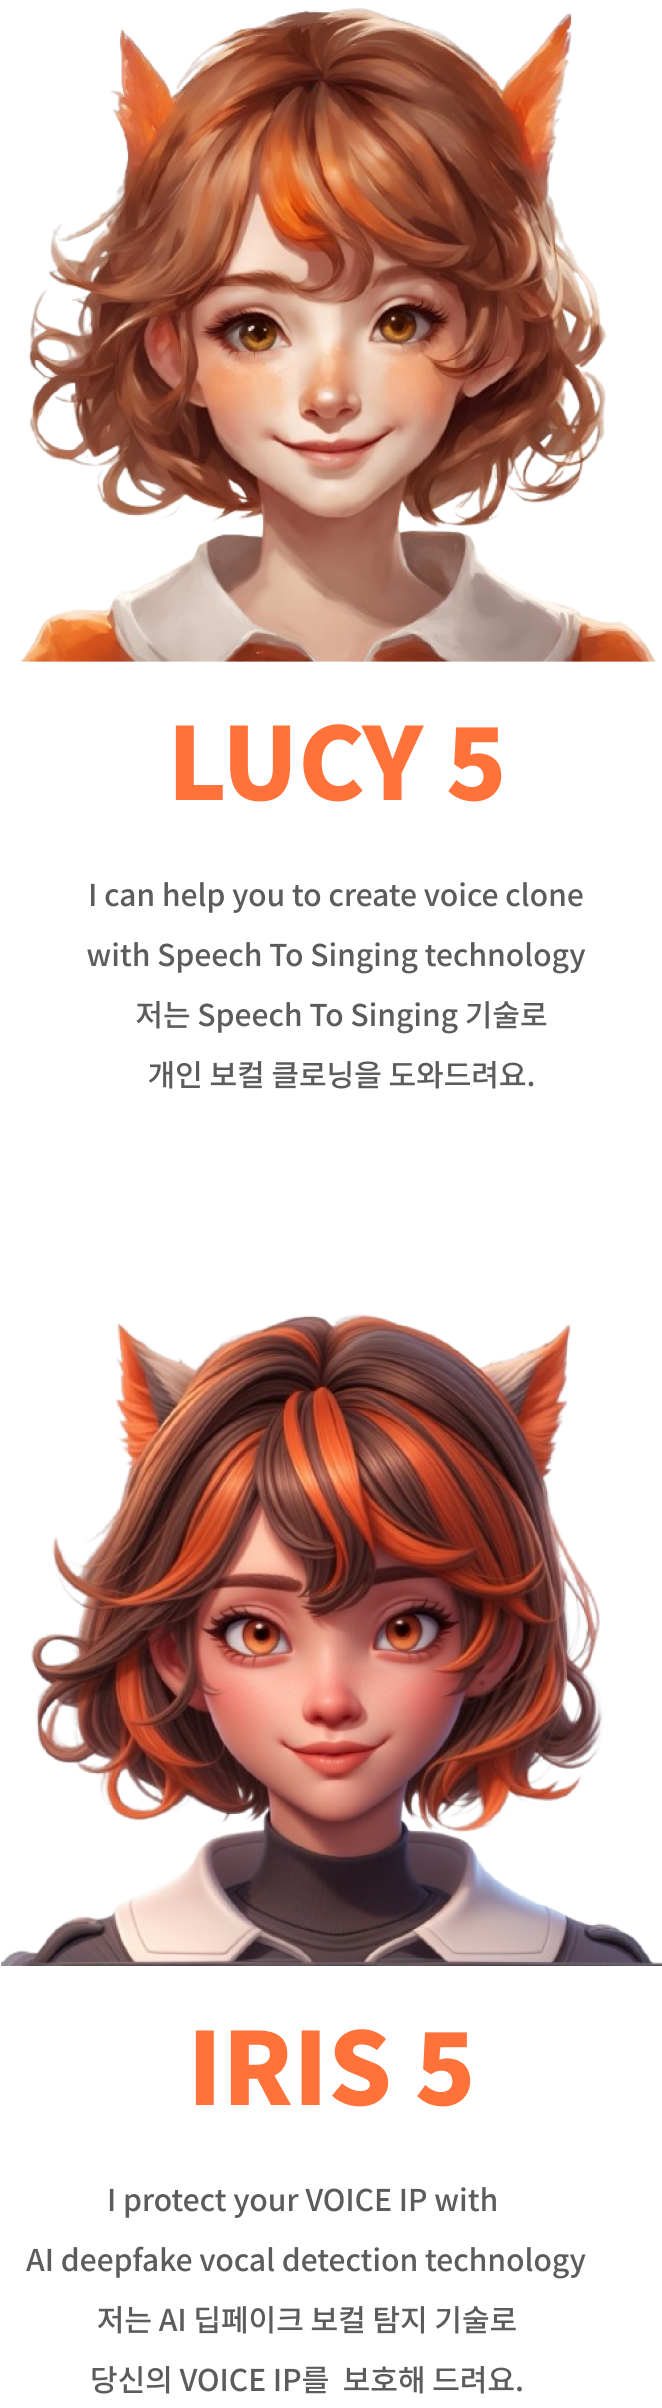 LUCY 5
I can help you to create voice clone
with Speech To Singing technology
저는 Speech To Singing 기술로
개인 보컬 클로닝을 도와드려요.
IRIS 5
I protect your VOICE IP with
AI deepfake vocal detection technology
저는 AI 딥페이크 보컬 탐지 기술로
당신의 VOICE IP를  보호해 드려요.